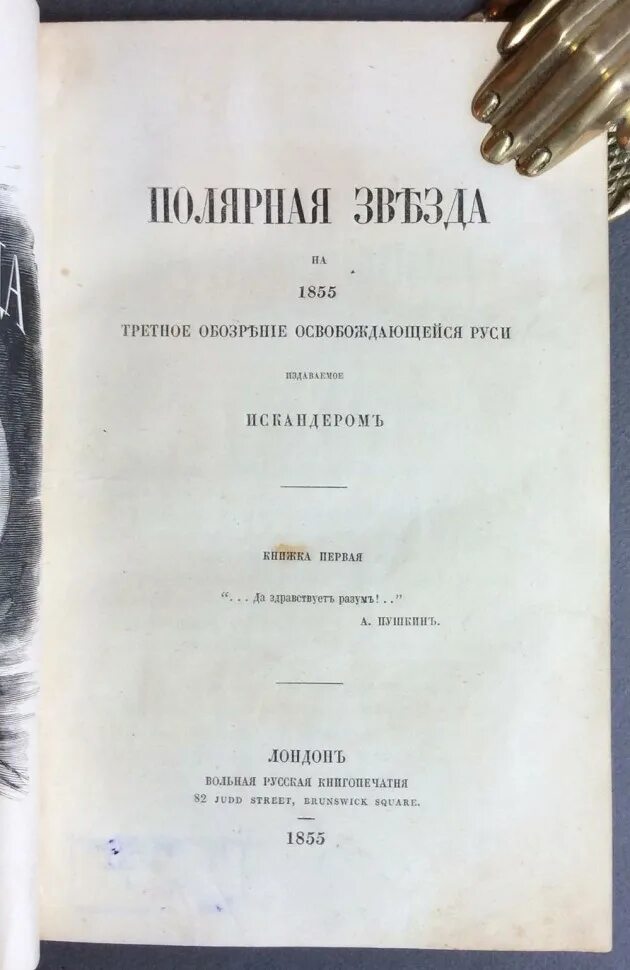 ПОЛЯРНАЯ ЗВѢЗДА
НА
1855
ТРЕТНОЕ ОБОЗРѢНІЕ ОСВОБОЖДАЮЩЕЙСЯ РУСИ
ИЗДАВАЕМОЕ
ИСКАНДЕРОМЪ
КНИЖКА ПЕРВАЯ
“... Да здравствуетъ разумъ! ..”
А. ПУШКИНЪ.
ЛОНДОНЪ
ВОЛЬНАЯ РУССКАЯ КНИГОПЕЧАТНЯ
82 JUDD STREET, BRUNSWICK SQUARE.
1855